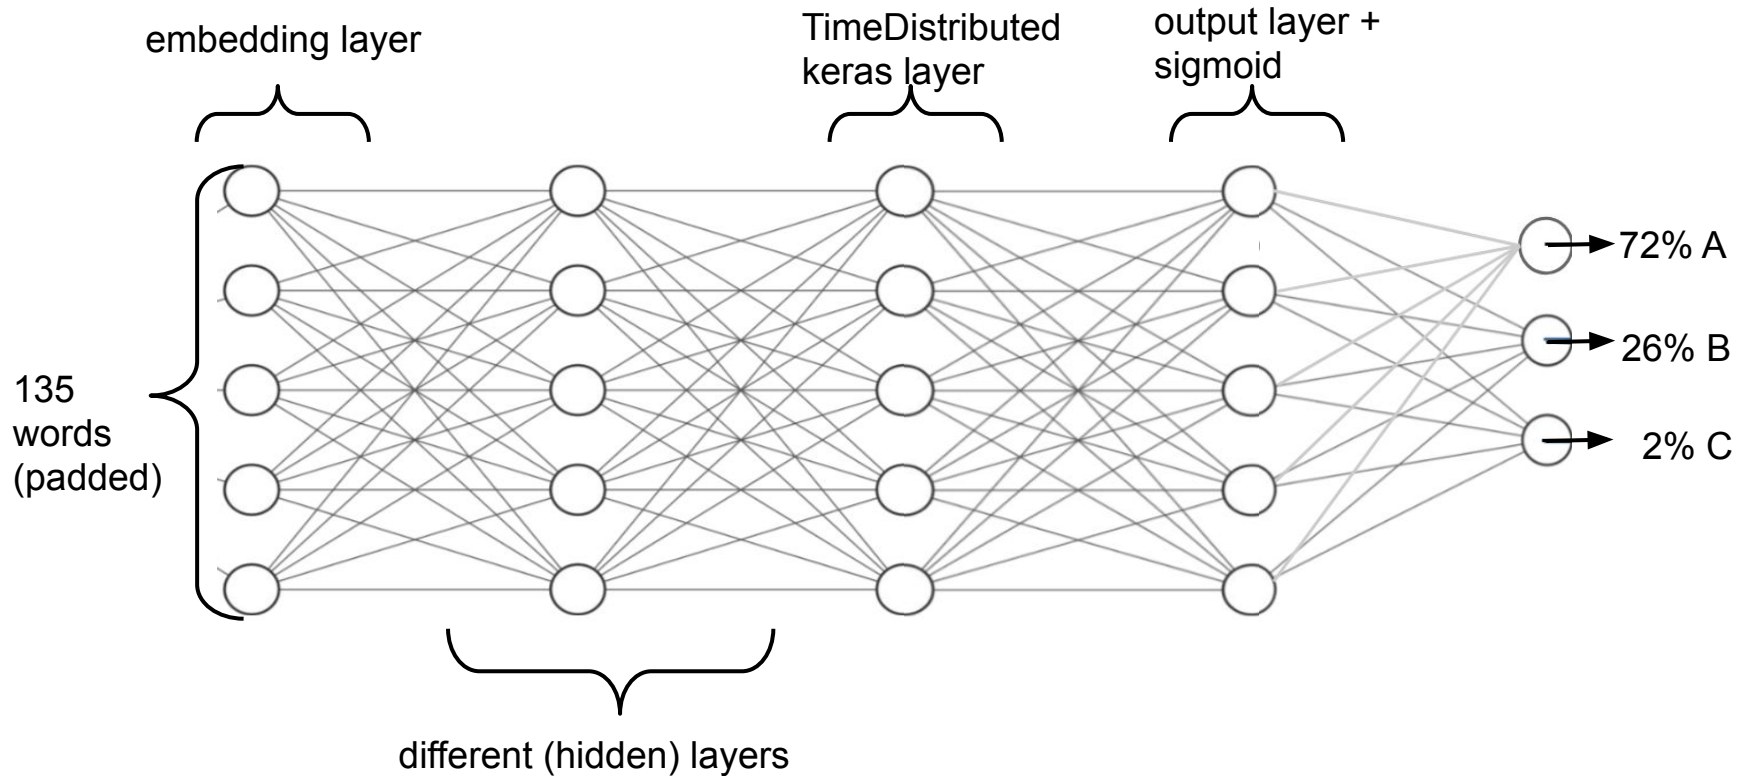 embedding layer
TimeDistributed
keras layer
output layer +
sigmoid
135
words
(padded)
72% A
26% B
2% C
different (hidden) layers